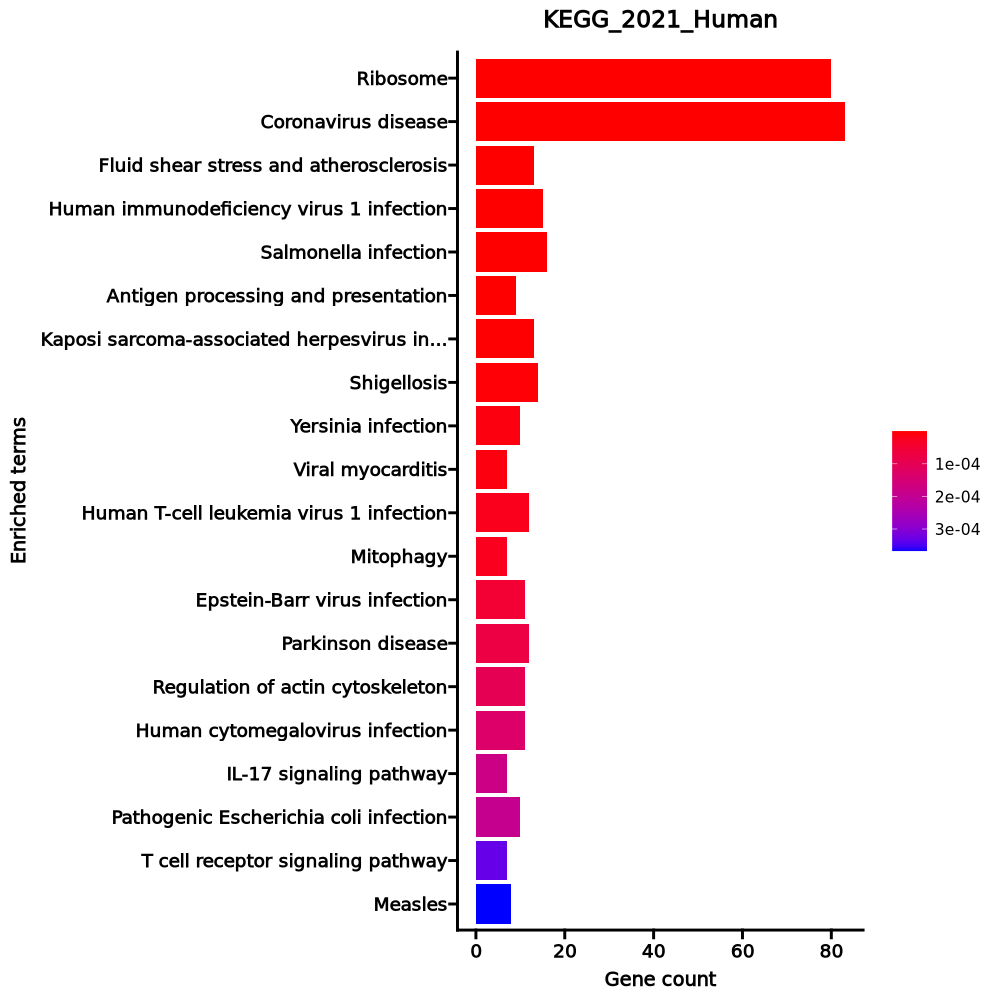 KEGG_2021_Human
Ribosome
Coronavirus disease
Fluid shear stress and atherosclerosis
Human immunodeficiency virus 1 infection
Salmonella infection
Antigen processing and presentation
Kaposi sarcoma-associated herpesvirus in...
Shigellosis
Yersinia infection
Viral myocarditis
Human T-cell leukemia virus 1 infection
Mitophagy
Epstein-Barr virus infection
Parkinson disease
Regulation of actin cytoskeleton
Human cytomegalovirus infection
IL-17 signaling pathway
Pathogenic Escherichia coli infection
T cell receptor signaling pathway
Measles
Enriched terms
0 20 40 60 80
Gene count
1e-04
2e-04
3e-04